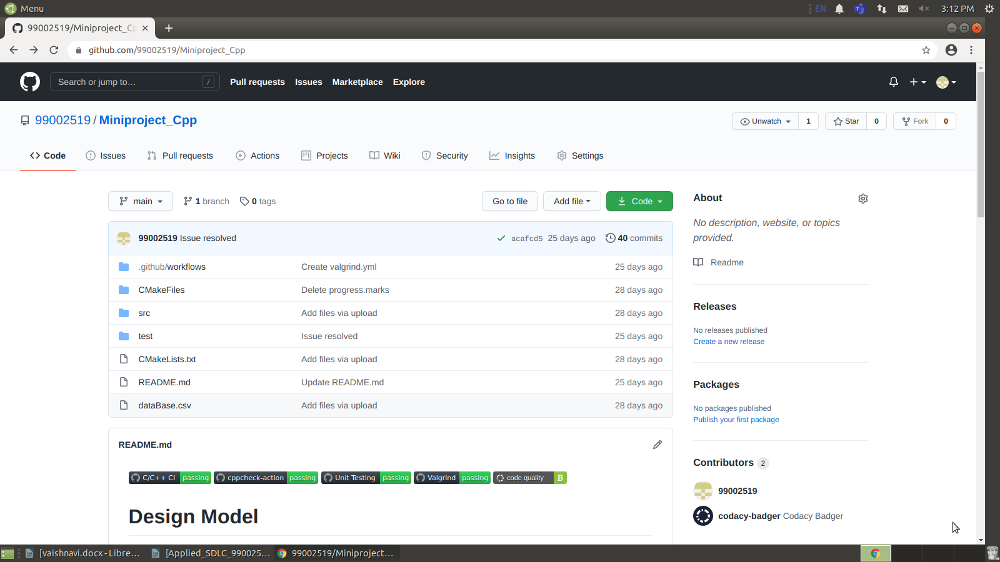 Menu
EN
3:12 PM
99002519/Miniproject_Cp
github.com/99002519/Miniproject_Cpp
Search or jump to…
/
Pull requests
Issues
Marketplace
Explore
99002519 / Miniproject_Cpp
Unwatch
1
Star
0
Fork
0
Code
Issues
Pull requests
Actions
Projects
Wiki
Security
Insights
Settings
main
1 branch
0 tags
Go to file
Add file
Code
99002519 Issue resolved
acafcd5 25 days ago
40 commits
.github/workflows
Create valgrind.yml
25 days ago
CMakeFiles
Delete progress.marks
28 days ago
src
Add files via upload
28 days ago
test
Issue resolved
25 days ago
CMakeLists.txt
Add files via upload
28 days ago
README.md
Update README.md
25 days ago
dataBase.csv
Add files via upload
28 days ago
README.md
C/C++ CI passing
cppcheck-action passing
Unit Testing passing
Valgrind passing
code quality B
Design Model
About
No description, website, or topics
provided.
Readme
Releases
No releases published
Create a new release
Packages
No packages published
Publish your first package
Contributors 2
99002519
codacy-badger Codacy Badger
[vaishnavi.docx - Libre...
[Applied_SDLC_990025...
99002519/Miniproject...